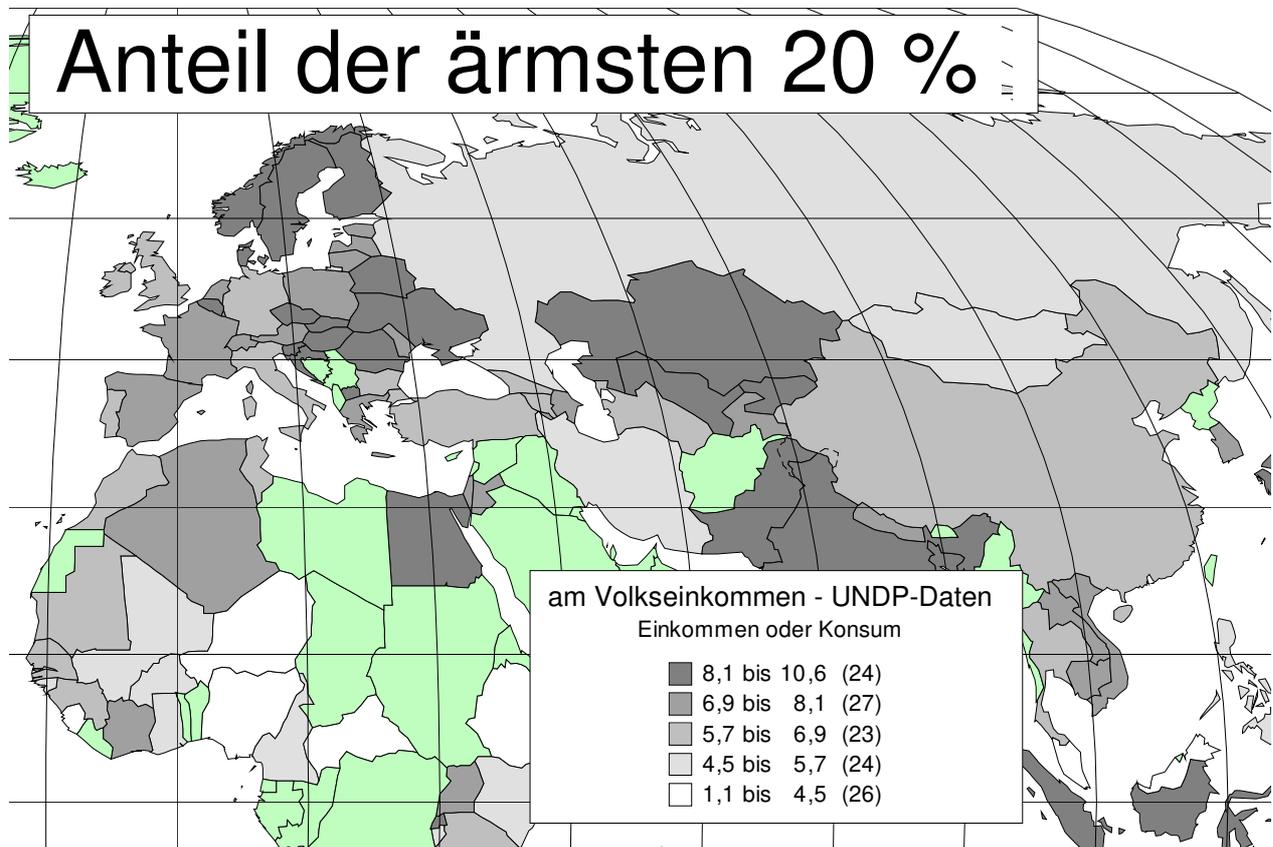 Anteil der ärmsten 20 %
am Volkseinkommen - UNDP-Daten
Einkommen oder Konsum
8,1 bis 10,6 (24)
6,9 bis 8,1 (27)
5,7 bis 6,9 (23)
4,5 bis 5,7 (24)
1,1 bis 4,5 (26)